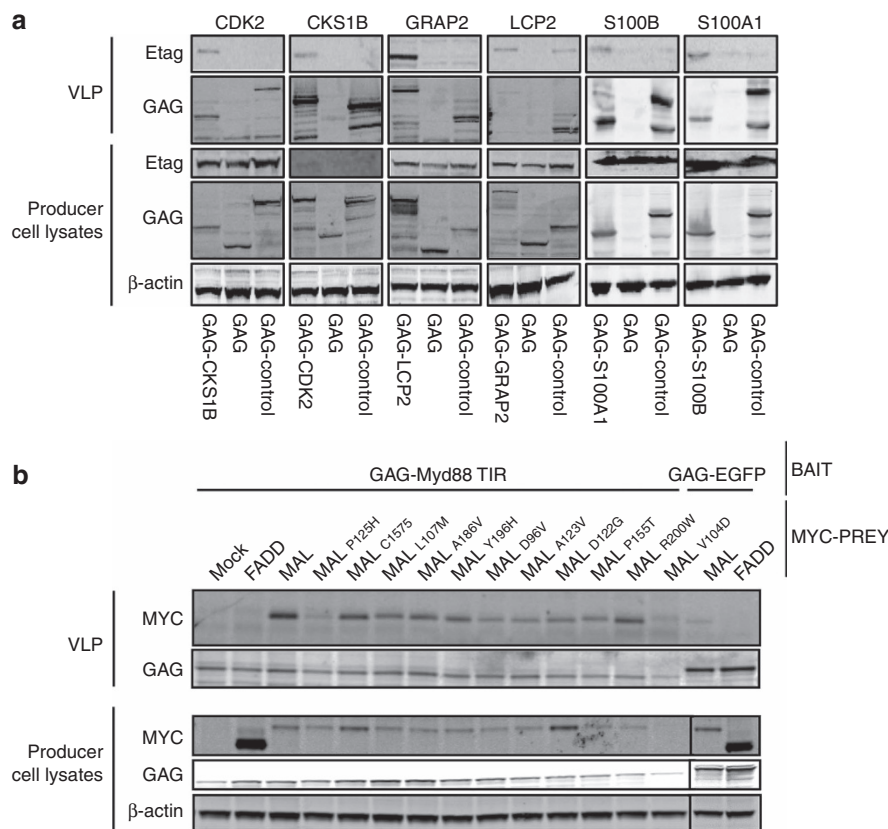 a
CDK2 CKS1B GRAP2 LCP2 S100B S100A1
VLP
Etag
GAG
Producer cell lysates
Etag
GAG
β-actin
GAG-CKS1B GAG GAG-control GAG-CDK2 GAG GAG-control GAG-LCP2 GAG GAG-control GAG-GRAP2 GAG GAG-control GAG-S100A1 GAG GAG-control GAG-S100B GAG GAG-control
b
GAG-Myd88 TIR GAG-EGFP BAIT
Mock FADD MAL MAL P125H MAL C1575 MAL L107M MAL A186V MAL Y196H MAL D96V MAL A123V MAL D122G MAL P155T MAL R200W MAL V104D MAL FADD MYC-PREY
VLP
MYC
GAG
Producer cell lysates
MYC
GAG
β-actin